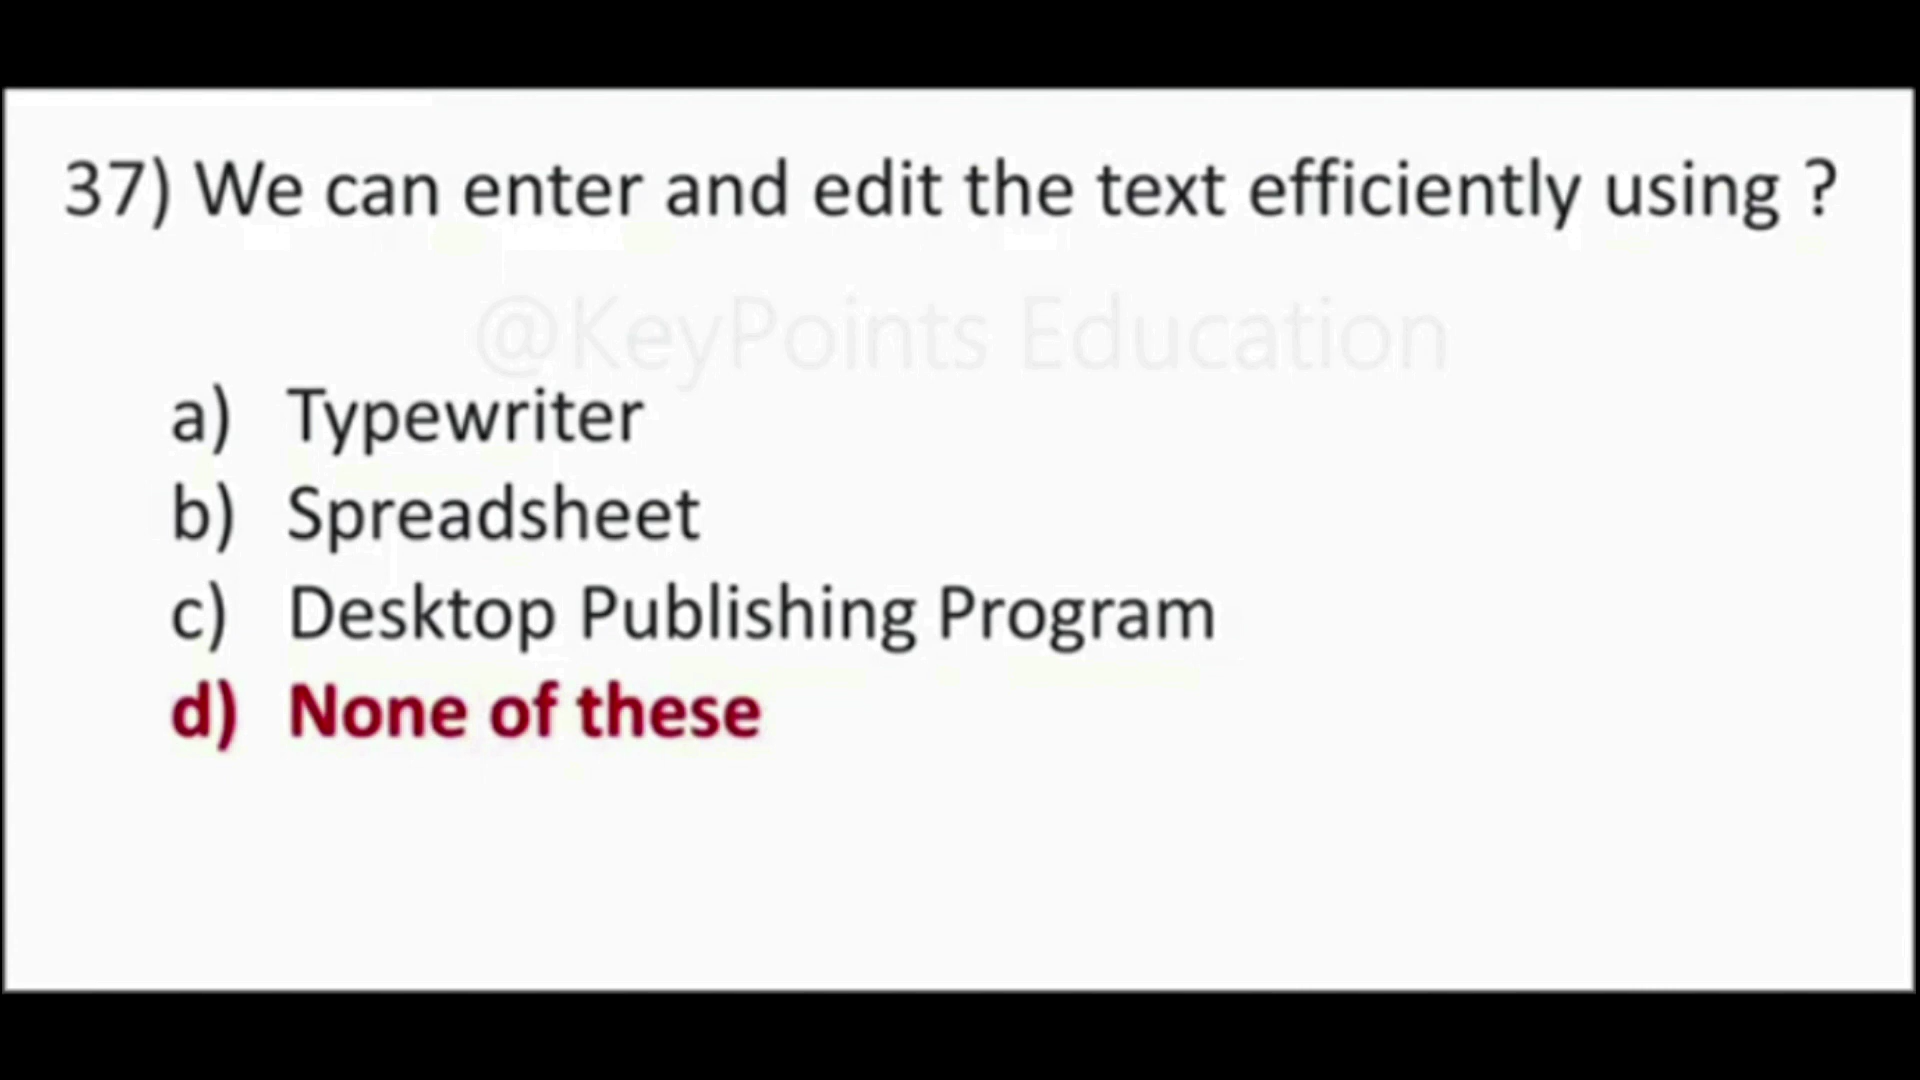 37) We can enter and edit the text efficiently using ?
@KeyPoints Education
a) Typewriter
b) Spreadsheet
c) Desktop Publishing Program
d) None of these